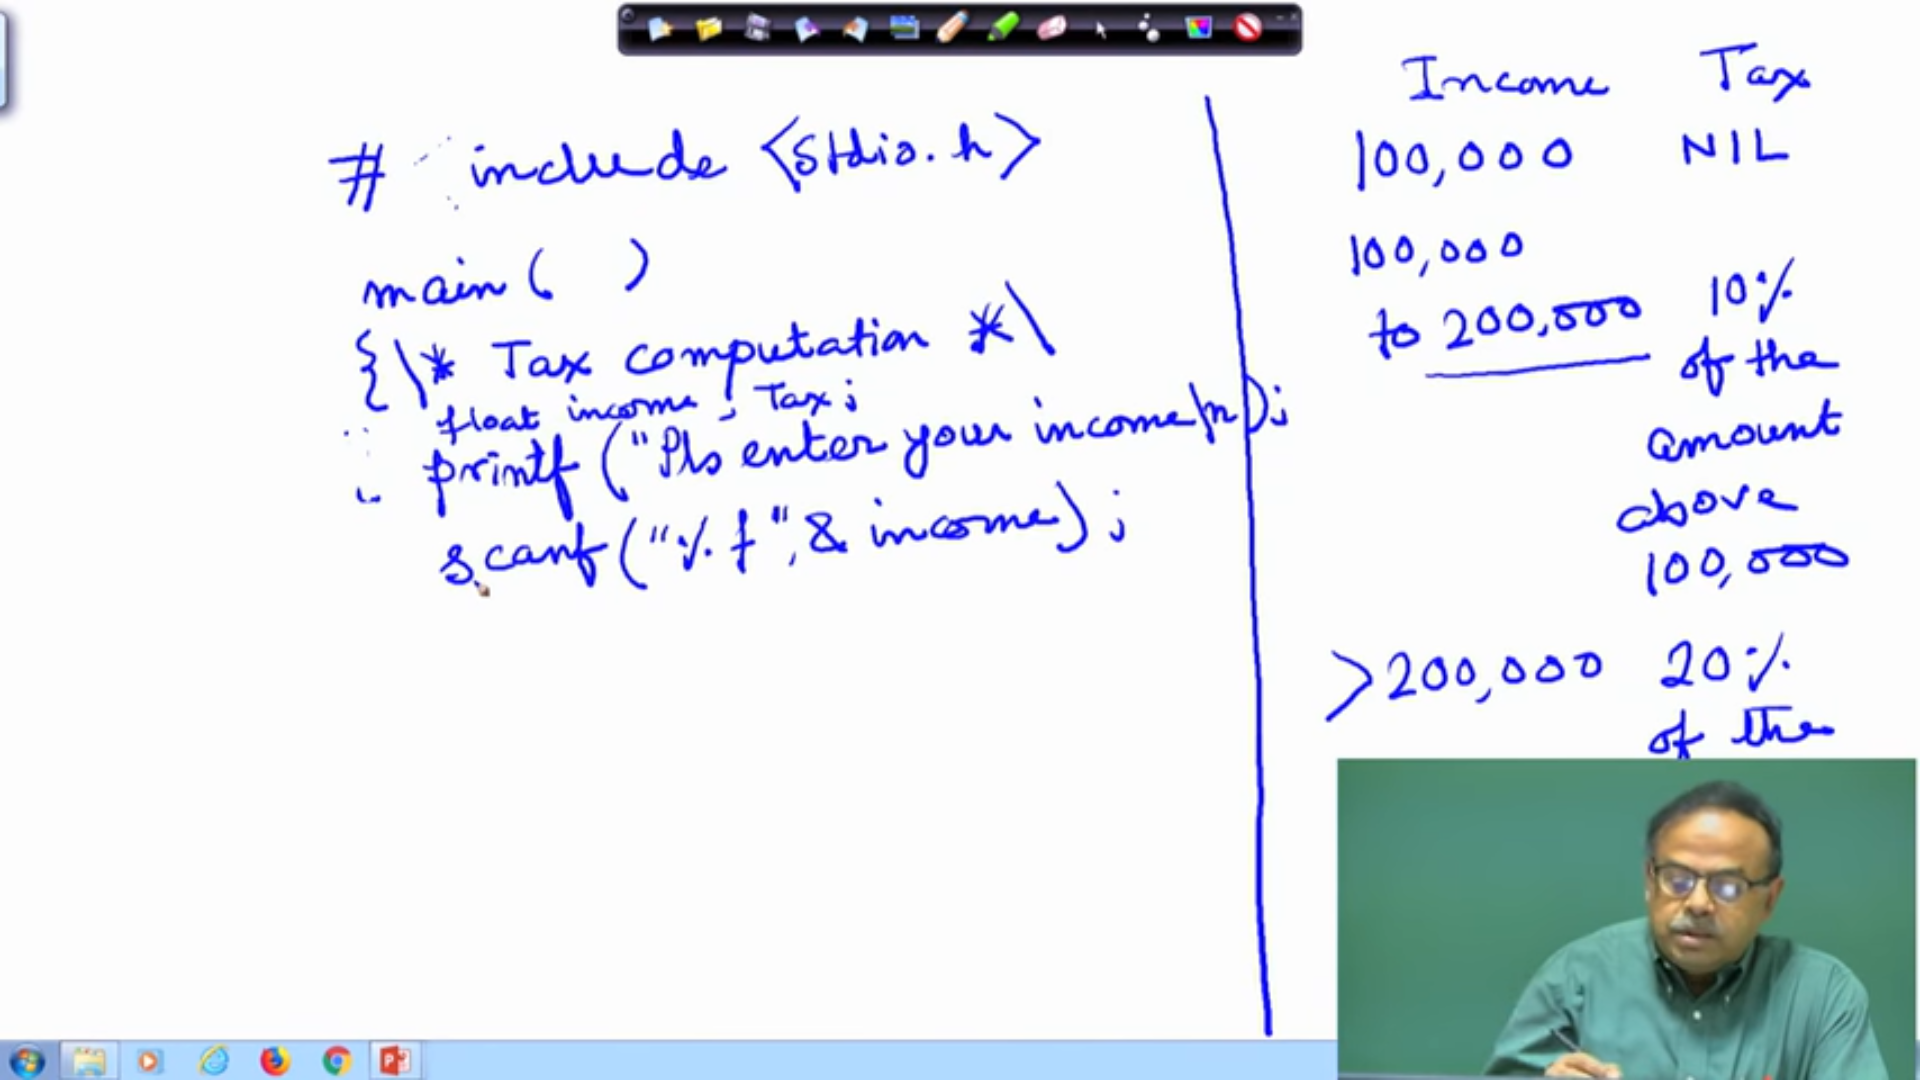 # include <stdio.h>
main( )
{\* Tax computation *\
float income, Tax;
printf ("Pls enter your income\n);
scanf ("%f", & income);
Income Tax
100,000 NIL
100,000
to 200,000 10%
of the
amount
above
100,000
>200,000 20%
of the